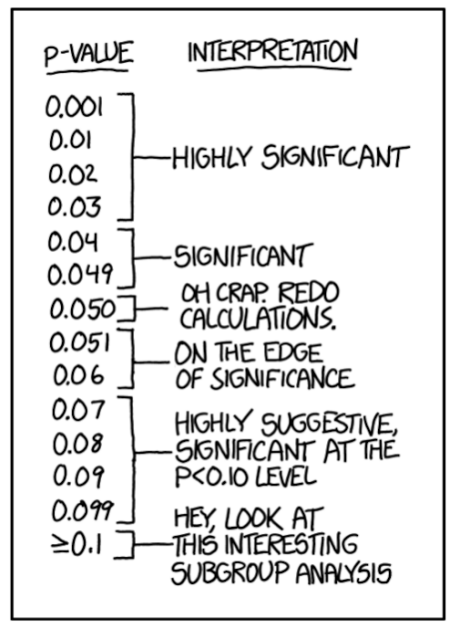 P-VALUE INTERPRETATION
0.001
0.01
0.02
0.03
HIGHLY SIGNIFICANT
0.04
0.049
SIGNIFICANT
0.050
OH CRAP. REDO
CALCULATIONS.
0.051
0.06
ON THE EDGE
OF SIGNIFICANCE
0.07
0.08
0.09
0.099
HIGHLY SUGGESTIVE,
SIGNIFICANT AT THE
P<0.10 LEVEL
≥0.1
HEY, LOOK AT
THIS INTERESTING
SUBGROUP ANALYSIS